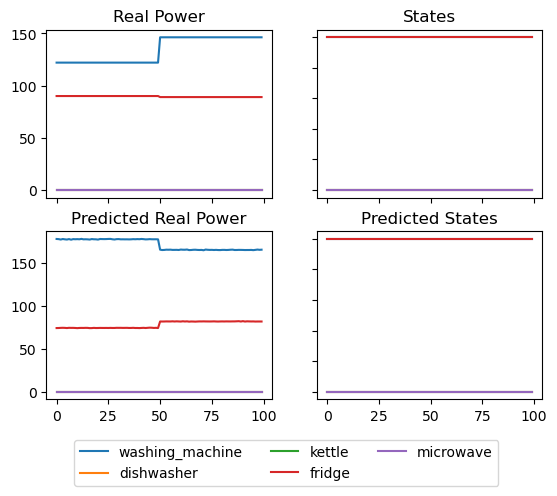 Real Power
States
150
100
50
0
Predicted Real Power
Predicted States
150
100
50
0
0 25 50 75 100
0 25 50 75 100
washing_machine kettle microwave
dishwasher fridge